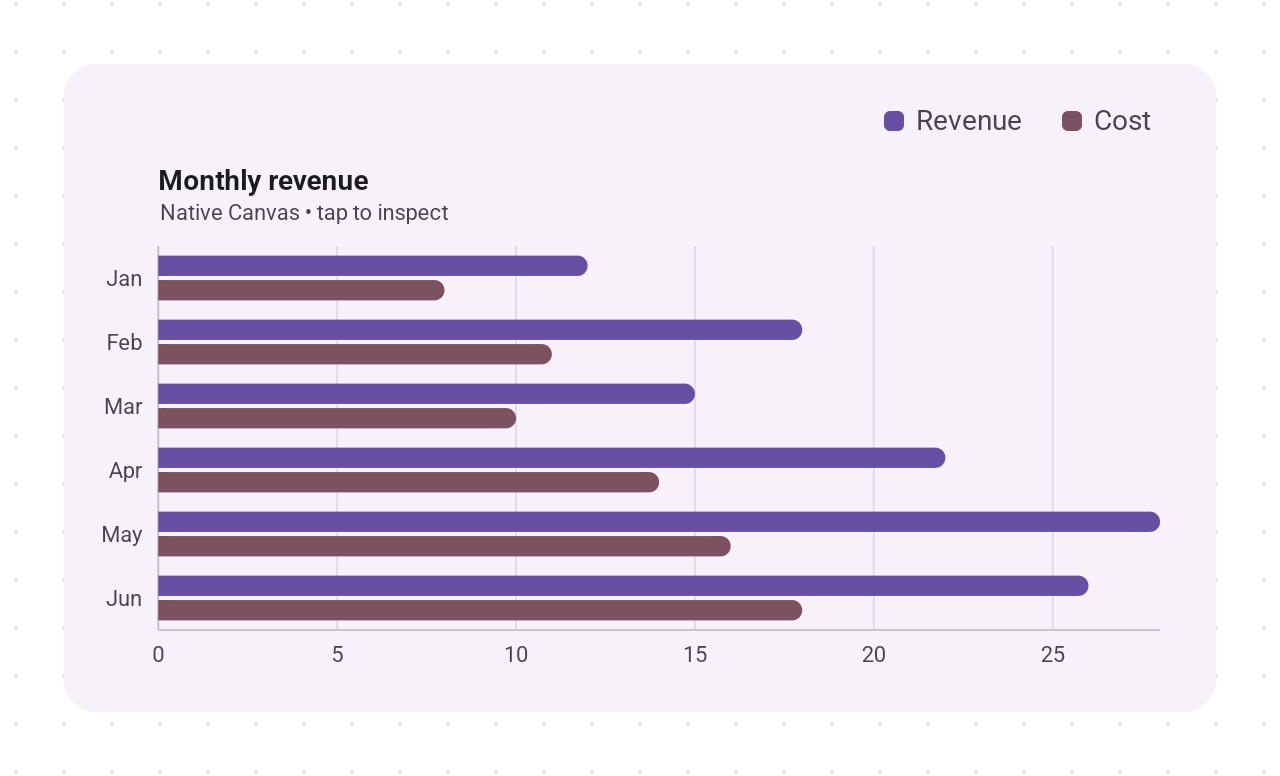 Revenue Cost
Monthly revenue
Native Canvas • tap to inspect
Jan
Feb
Mar
Apr
May
Jun
0 5 10 15 20 25